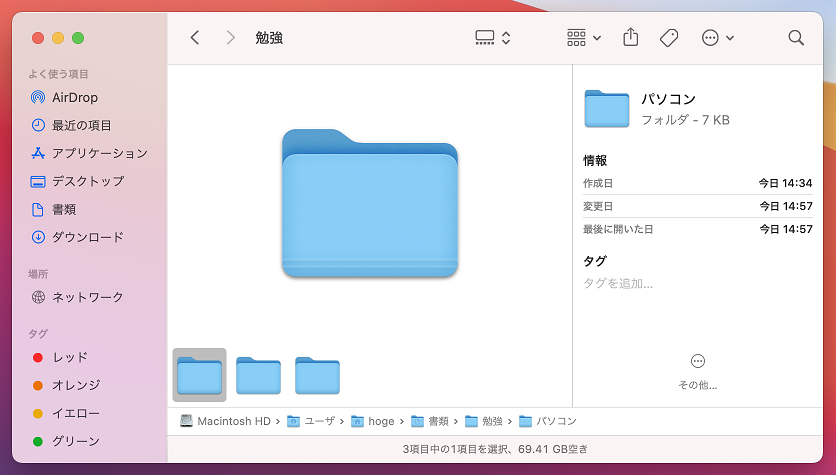 勉強
よく使う項目
AirDrop
最近の項目
アプリケーション
デスクトップ
書類
ダウンロード
場所
ネットワーク
タグ
レッド
オレンジ
イエロー
グリーン
パソコン
フォルダ - 7 KB
情報
作成日 今日 14:34
変更日 今日 14:57
最後に開いた日 今日 14:57
タグ
タグを追加...
その他...
Macintosh HD › ユーザ › hoge › 書類 › 勉強 › パソコン
3項目中の1項目を選択、69.41 GB空き